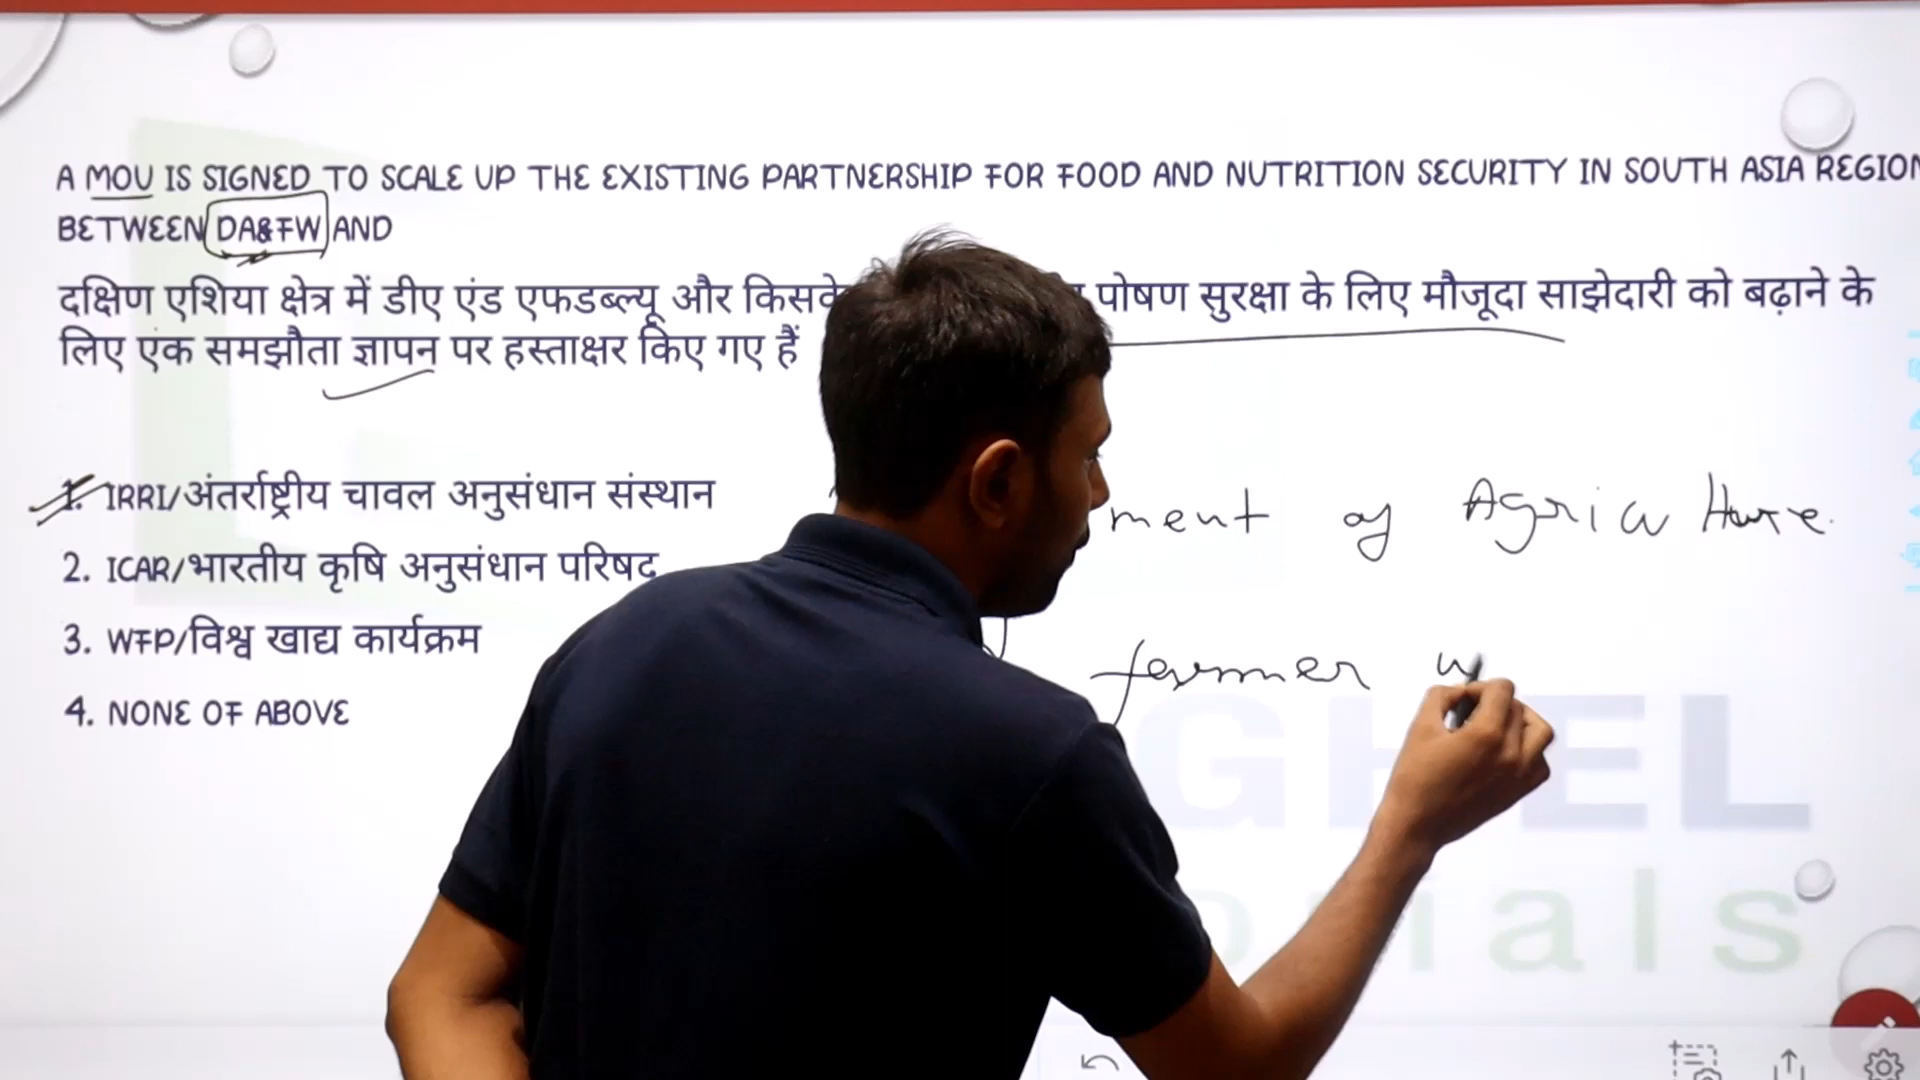 A MOU IS SIGNED TO SCALE UP THE EXISTING PARTNERSHIP FOR FOOD AND NUTRITION SECURITY IN SOUTH ASIA REGION
BETWEEN DA&FW AND
दक्षिण एशिया क्षेत्र में डीए एंड एफडब्ल्यू और किसके पोषण सुरक्षा के लिए मौजूदा साझेदारी को बढ़ाने के
लिए एक समझौता ज्ञापन पर हस्ताक्षर किए गए हैं
1. IRRI/अंतर्राष्ट्रीय चावल अनुसंधान संस्थान
ment of Agriculture
2. ICAR/भारतीय कृषि अनुसंधान परिषद
3. WFP/विश्व खाद्य कार्यक्रम
farmer w
4. NONE OF ABOVE